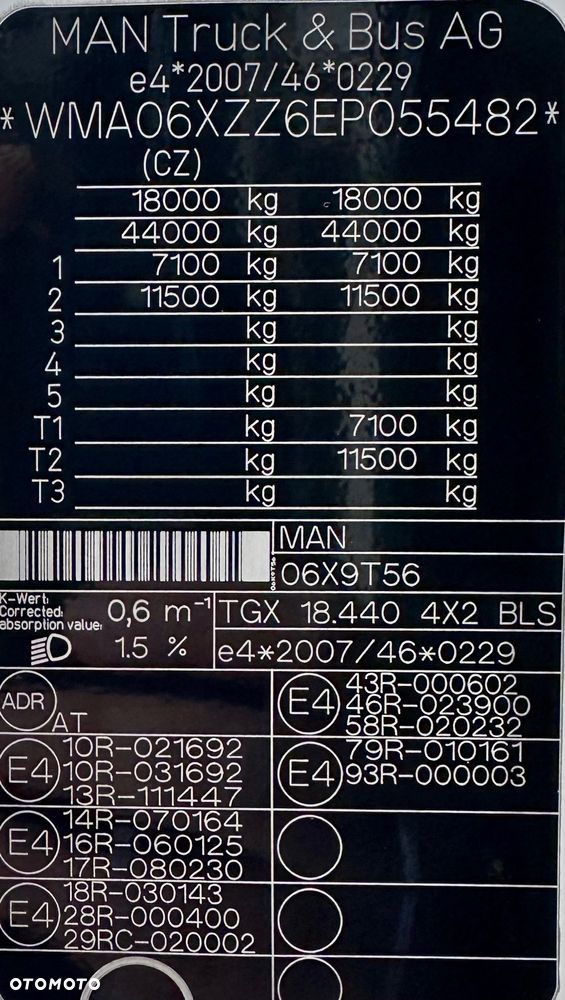 MAN Truck & Bus AG
e4*2007/46*0229
*WMA06XZZ6EP055482*
(CZ)
18000 kg 18000 kg
44000 kg 44000 kg
1 7100 kg 7100 kg
2 11500 kg 11500 kg
3 kg kg
4 kg kg
5 kg kg
T1 kg 7100 kg
T2 kg 11500 kg
T3 kg kg
06X9T56
MAN
06X9T56
K-Wert:
Corrected:
absorption value:
0,6 m⁻¹
TGX 18.440 4X2 BLS
1.5 %
e4*2007/46*0229
ADR
AT
E4
43R-000602
46R-023900
58R-020232
E4
10R-021692
10R-031692
13R-111447
E4
79R-010161
93R-000003
E4
14R-070164
16R-060125
17R-080230
E4
18R-030143
28R-000400
29RC-020002
OTOMOTO